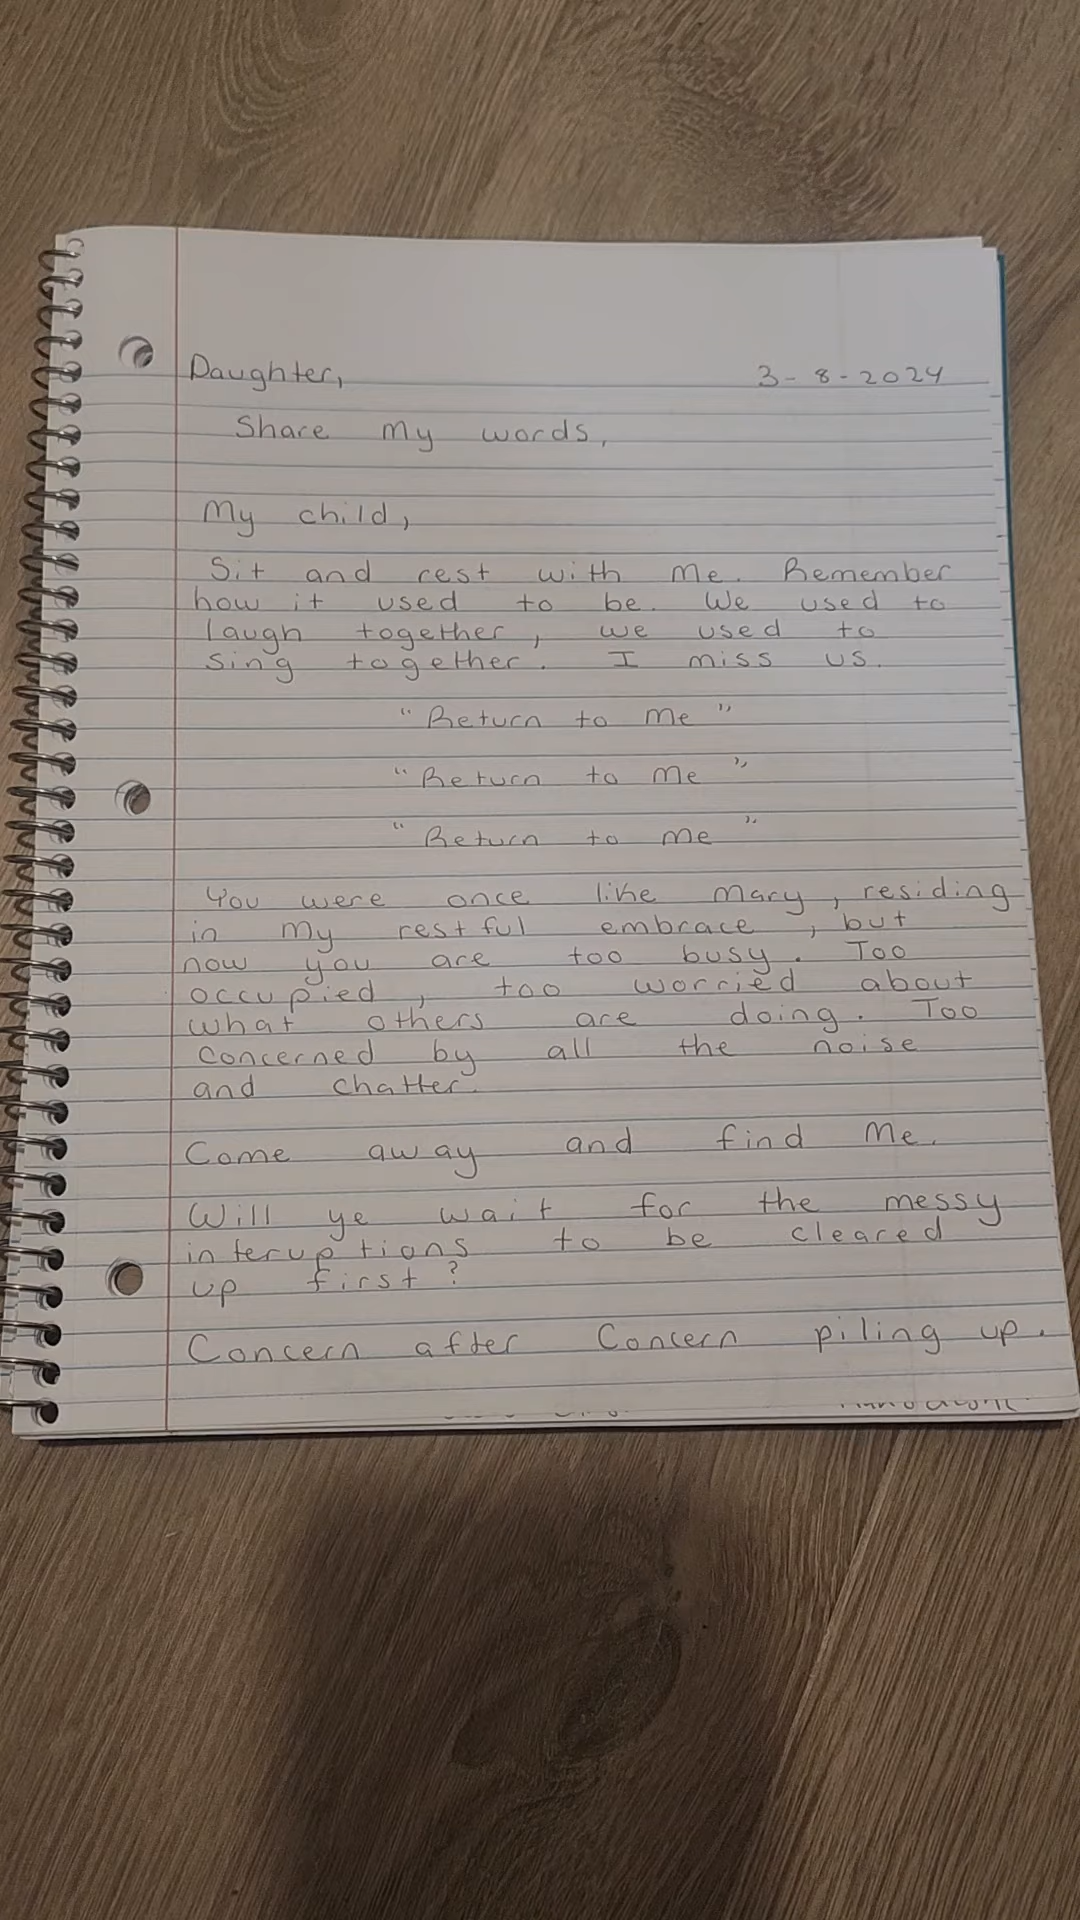 Daughter, 3-8-2024
Share My words,
My child,
Sit and rest with Me. Remember
how it used to be. We used to
laugh together, we used to
sing together. I miss us.
"Return to Me"
"Return to Me"
"Return to Me"
You were once like Mary, residing
in My restful embrace, but
now you are too busy. Too
occupied, too worried about
what others are doing. Too
concerned by all the noise
and chatter.
Come away and find Me.
Will ye wait for the messy
interuptions to be cleared
up first?
Concern after Concern piling up.